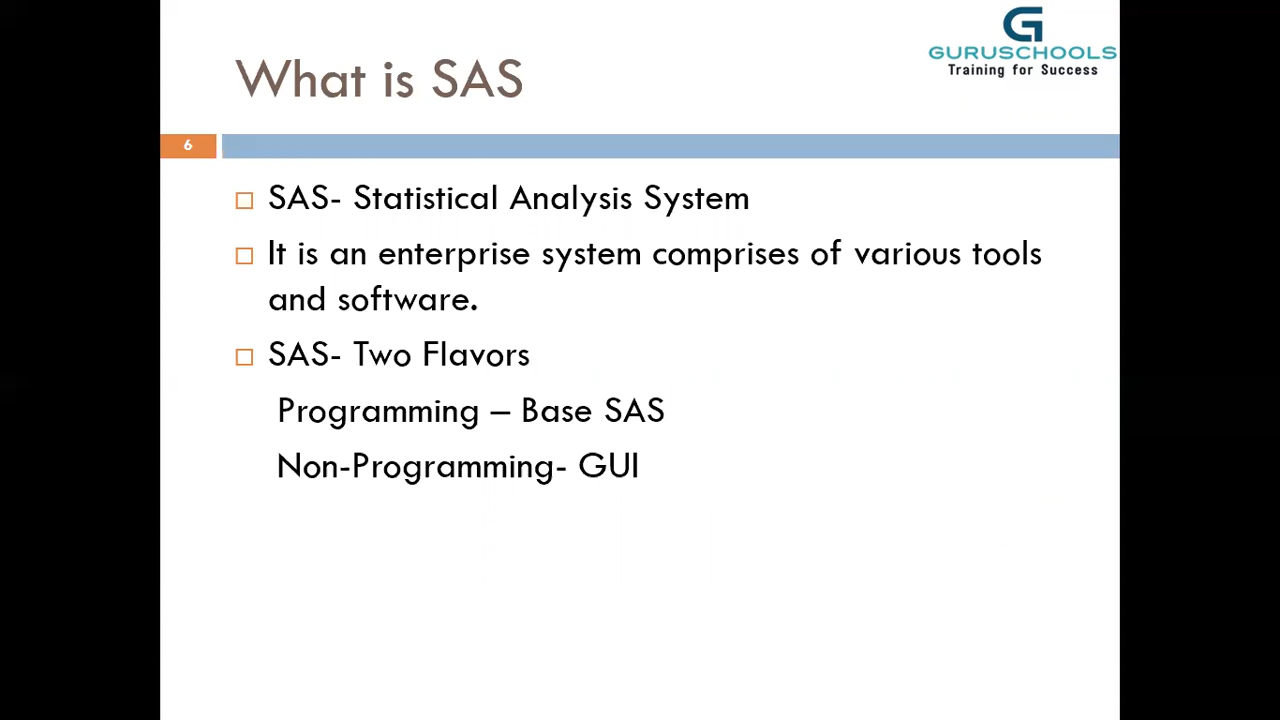 G
GURUSCHOOLS
Training for Success
What is SAS
6
SAS- Statistical Analysis System
It is an enterprise system comprises of various tools
and software.
SAS- Two Flavors
Programming – Base SAS
Non-Programming- GUI